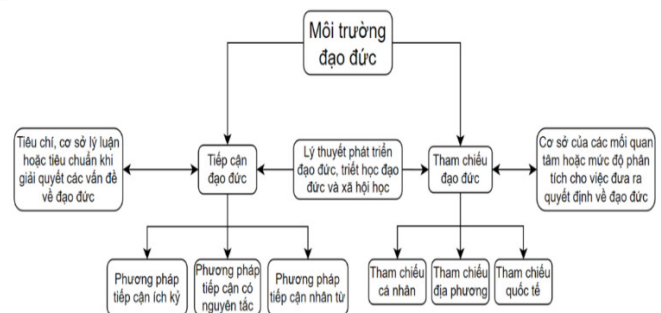 Môi trường
đạo đức
Tiêu chí, cơ sở lý luận
hoặc tiêu chuẩn khi
giải quyết các vấn đề
về đạo đức
Tiếp cận
đạo đức
Lý thuyết phát triển
đạo đức, triết học đạo
đức và xã hội học
Tham chiếu
đạo đức
Cơ sở của các mối quan
tâm hoặc mức độ phân
tích cho việc đưa ra
quyết định về đạo đức
Phương pháp
tiếp cận ích kỷ
Phương pháp
tiếp cận có
nguyên tắc
Phương pháp
tiếp cận nhân từ
Tham chiếu
cá nhân
Tham chiếu
địa phương
Tham chiếu
quốc tế